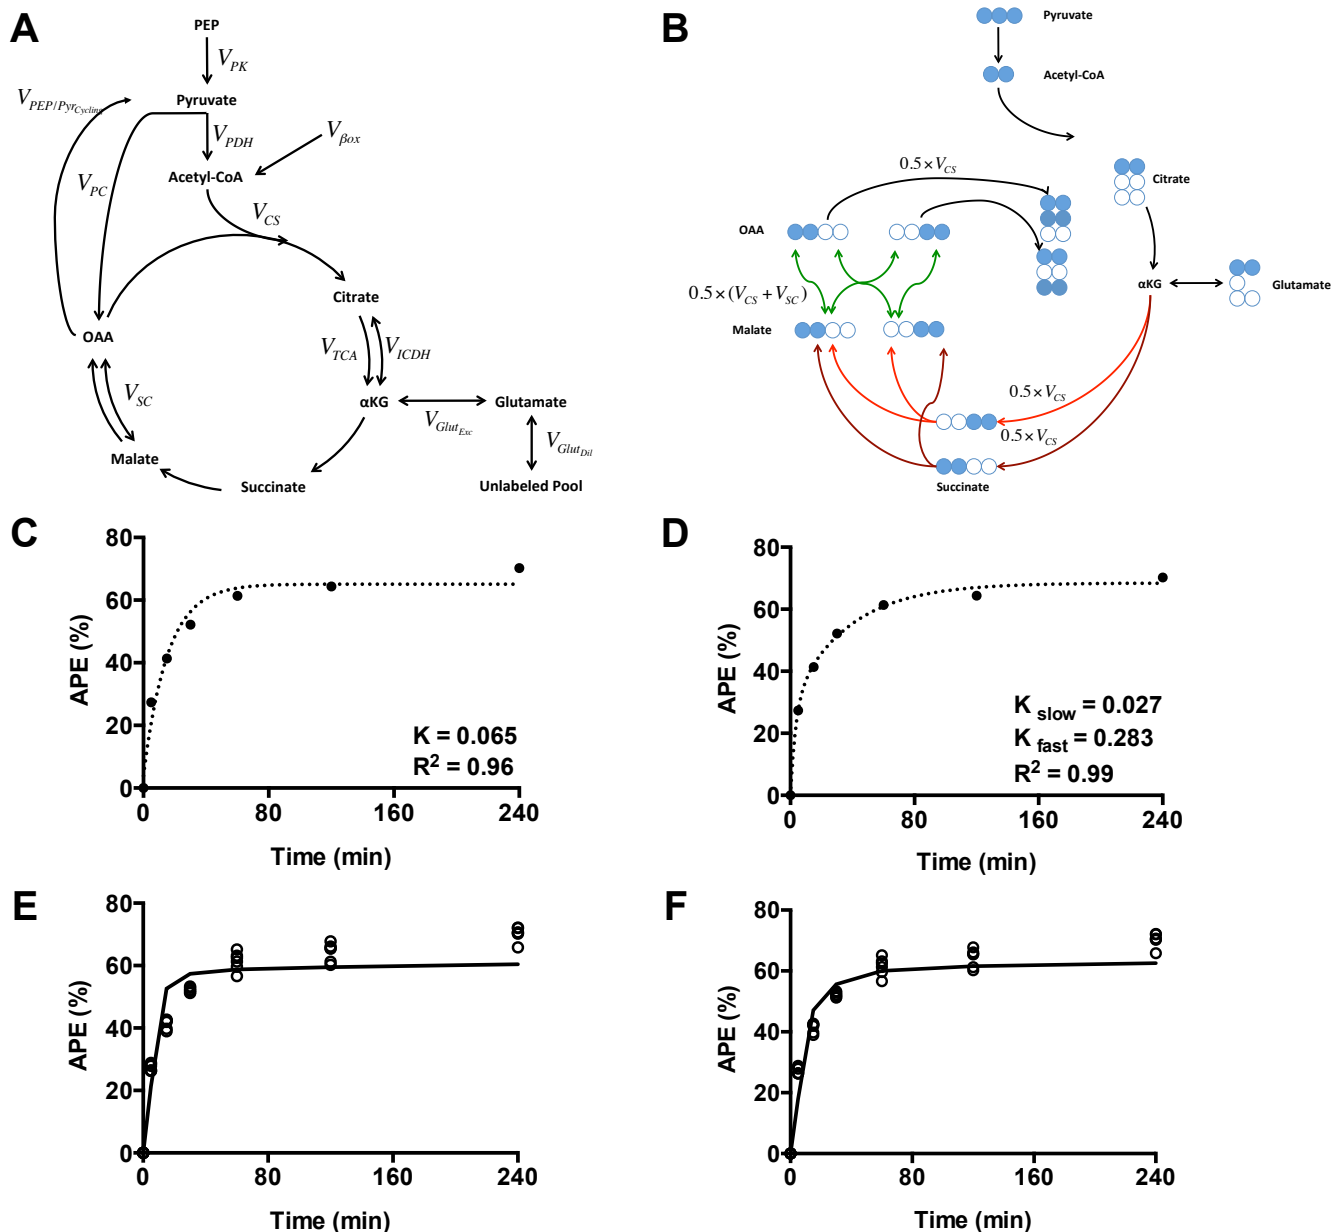 A
PEP
V_PK
V_PEP/Pyr_Cycling
Pyruvate
V_PDH
V_βox
V_PC
Acetyl-CoA
V_CS
Citrate
OAA
V_TCA
V_ICDH
V_SC
αKG
Glutamate
V_Glut_Exc
V_Glut_Dil
Malate
Succinate
Unlabeled Pool
B
Pyruvate
Acetyl-CoA
0.5×V_CS
Citrate
OAA
αKG
Glutamate
0.5×(V_CS + V_SC)
Malate
0.5×V_CS
0.5×V_CS
Succinate
C
80
60
40
20
0
APE (%)
K = 0.065
R² = 0.96
0
80
160
240
Time (min)
D
80
60
40
20
0
APE (%)
K slow = 0.027
K fast = 0.283
R² = 0.99
0
80
160
240
Time (min)
E
80
60
40
20
0
APE (%)
0
80
160
240
Time (min)
F
80
60
40
20
0
APE (%)
0
80
160
240
Time (min)